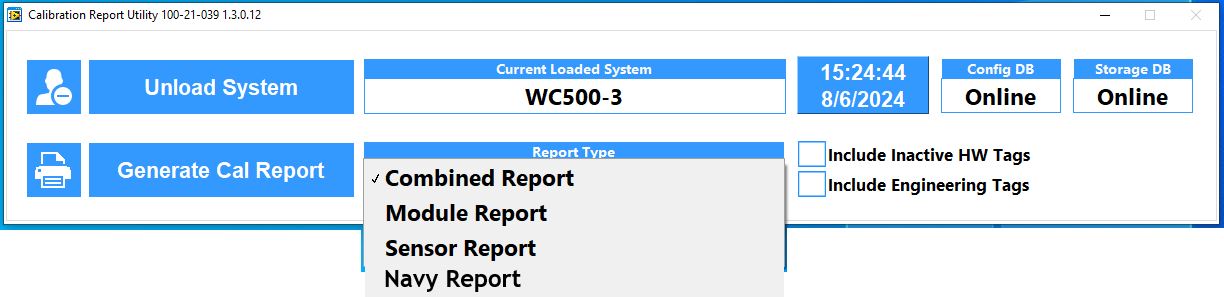 Calibration Report Utility 100-21-039 1.3.0.12
Unload System
Current Loaded System
WC500-3
15:24:44
8/6/2024
Config DB
Online
Storage DB
Online
Generate Cal Report
Report Type
✓ Combined Report
Module Report
Sensor Report
Navy Report
Include Inactive HW Tags
Include Engineering Tags